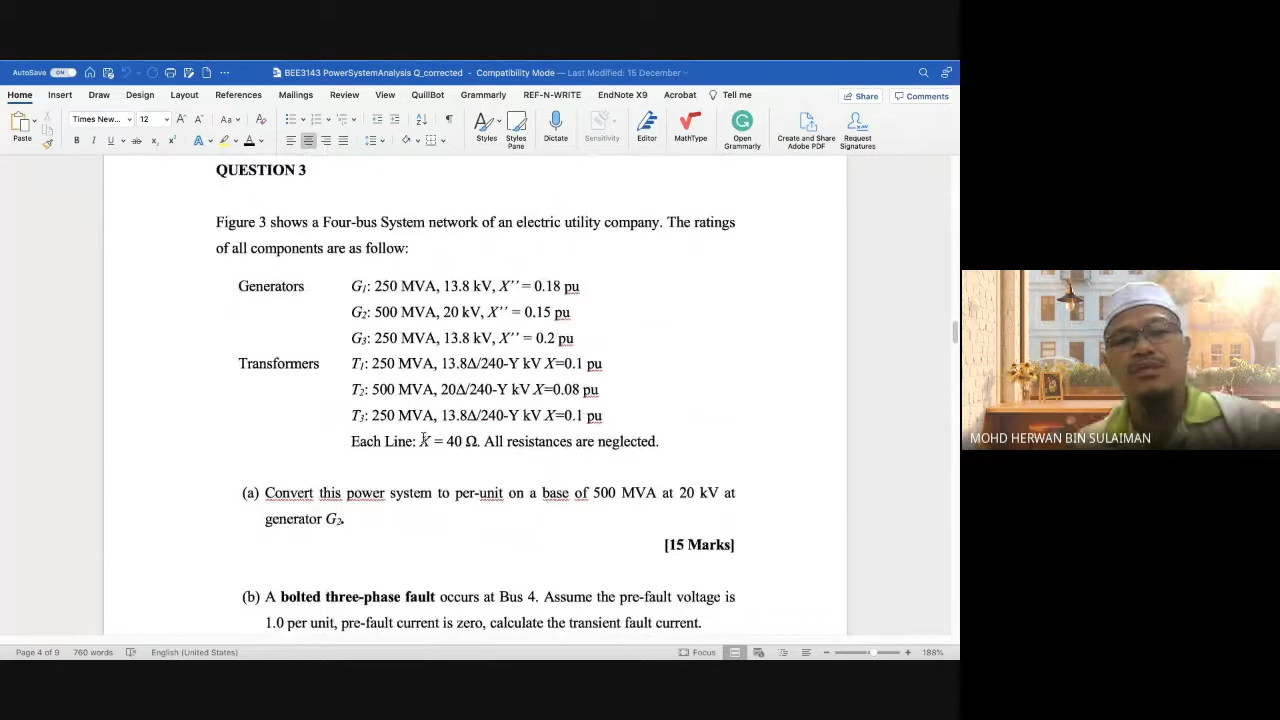 AutoSave ON BEE3143 PowerSystemAnalysis Q_corrected - Compatibility Mode — Last Modified: 15 December
Home Insert Draw Design Layout References Mailings Review View QuillBot Grammarly REF-N-WRITE EndNote X9 Acrobat Tell me Share Comments
Paste Times New... 12 Styles Styles Pane Dictate Sensitivity Editor MathType Open Grammarly Create and Share Adobe PDF Request Signatures
QUESTION 3
Figure 3 shows a Four-bus System network of an electric utility company. The ratings
of all components are as follow:
Generators G1: 250 MVA, 13.8 kV, X’’ = 0.18 pu
G2: 500 MVA, 20 kV, X’’ = 0.15 pu
G3: 250 MVA, 13.8 kV, X’’ = 0.2 pu
Transformers T1: 250 MVA, 13.8Δ/240-Y kV X=0.1 pu
T2: 500 MVA, 20Δ/240-Y kV X=0.08 pu
T3: 250 MVA, 13.8Δ/240-Y kV X=0.1 pu
Each Line: X = 40 Ω. All resistances are neglected.
(a) Convert this power system to per-unit on a base of 500 MVA at 20 kV at
generator G2.
[15 Marks]
(b) A bolted three-phase fault occurs at Bus 4. Assume the pre-fault voltage is
1.0 per unit, pre-fault current is zero, calculate the transient fault current.
Page 4 of 9 760 words English (United States) Focus 188%
MOHD HERWAN BIN SULAIMAN